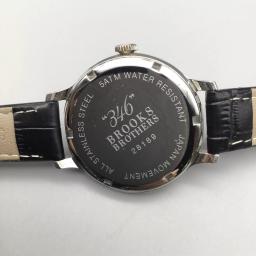 5ATM WATER RESISTANT
JAPAN MOVEMENT
ALL STAINLESS STEEL
"346"
BROOKS
BROTHERS
28189